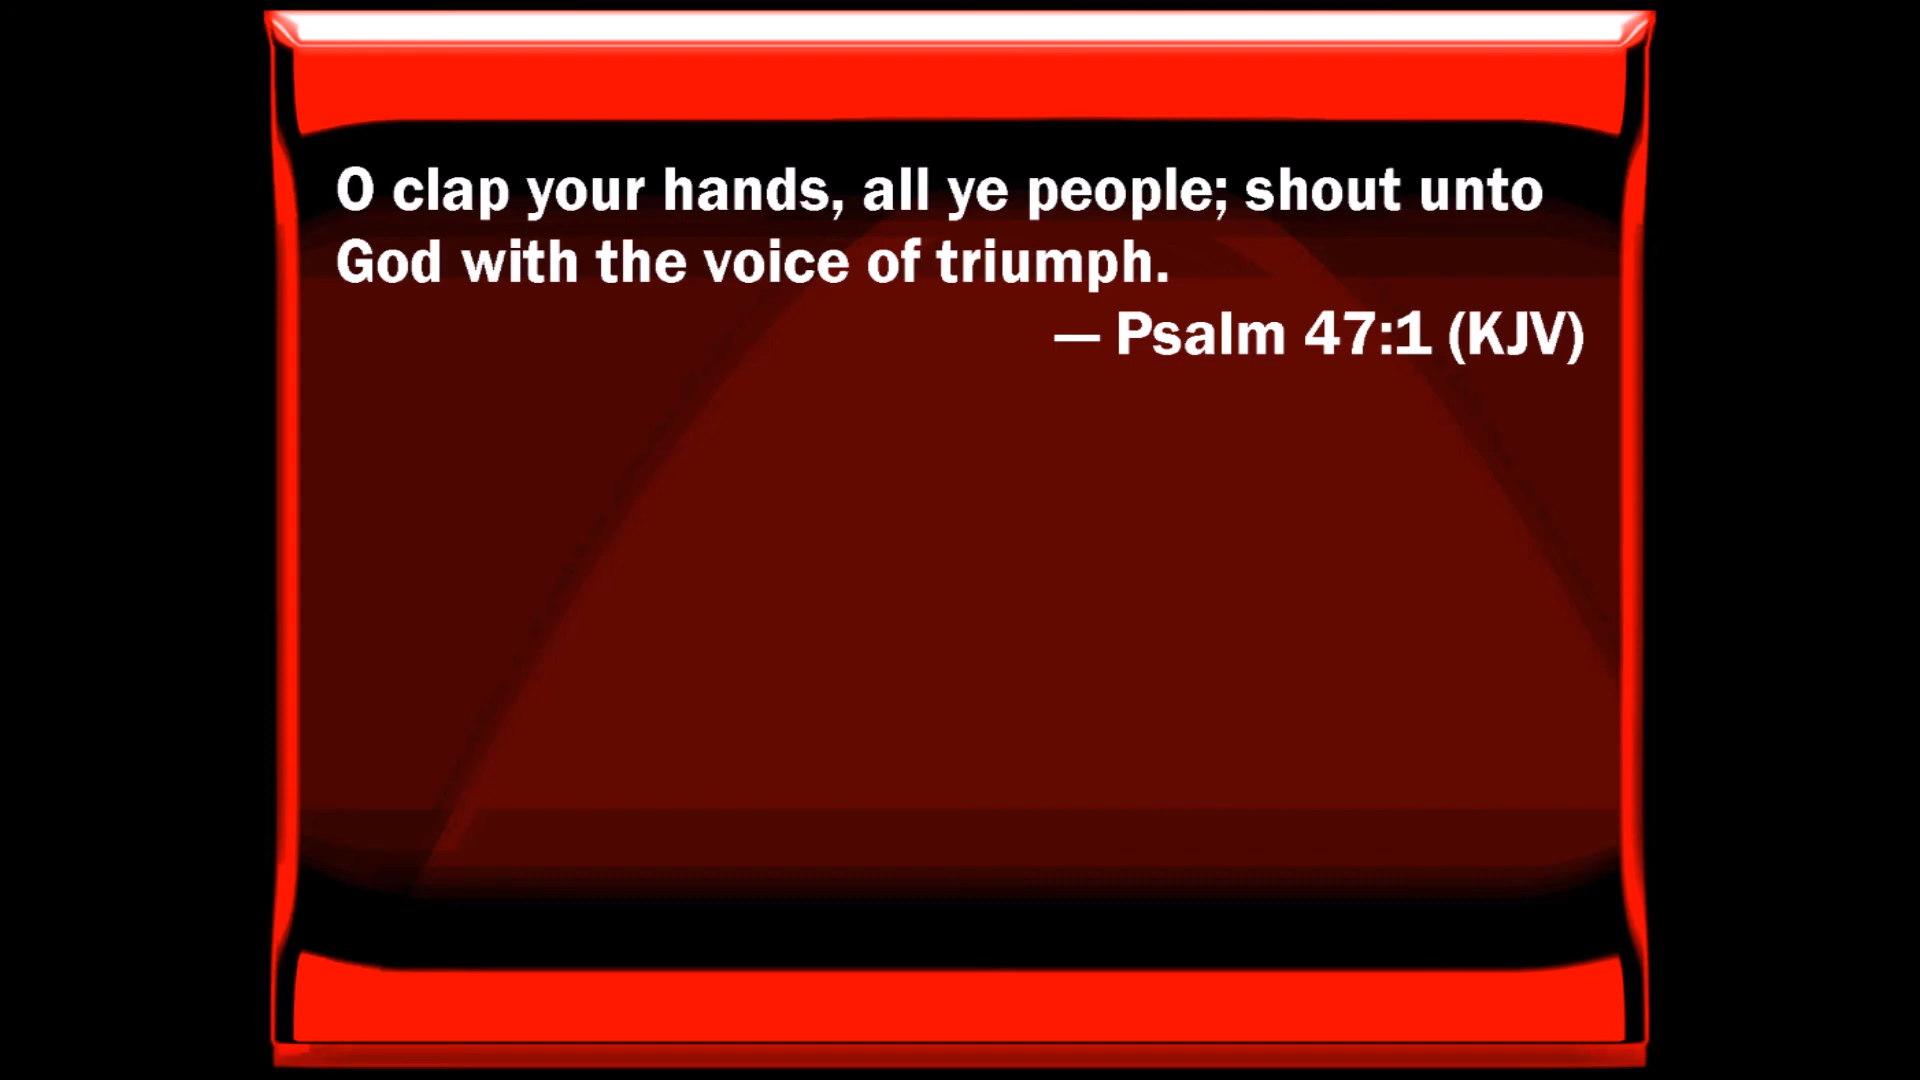 O clap your hands, all ye people; shout unto
God with the voice of triumph.
— Psalm 47:1 (KJV)